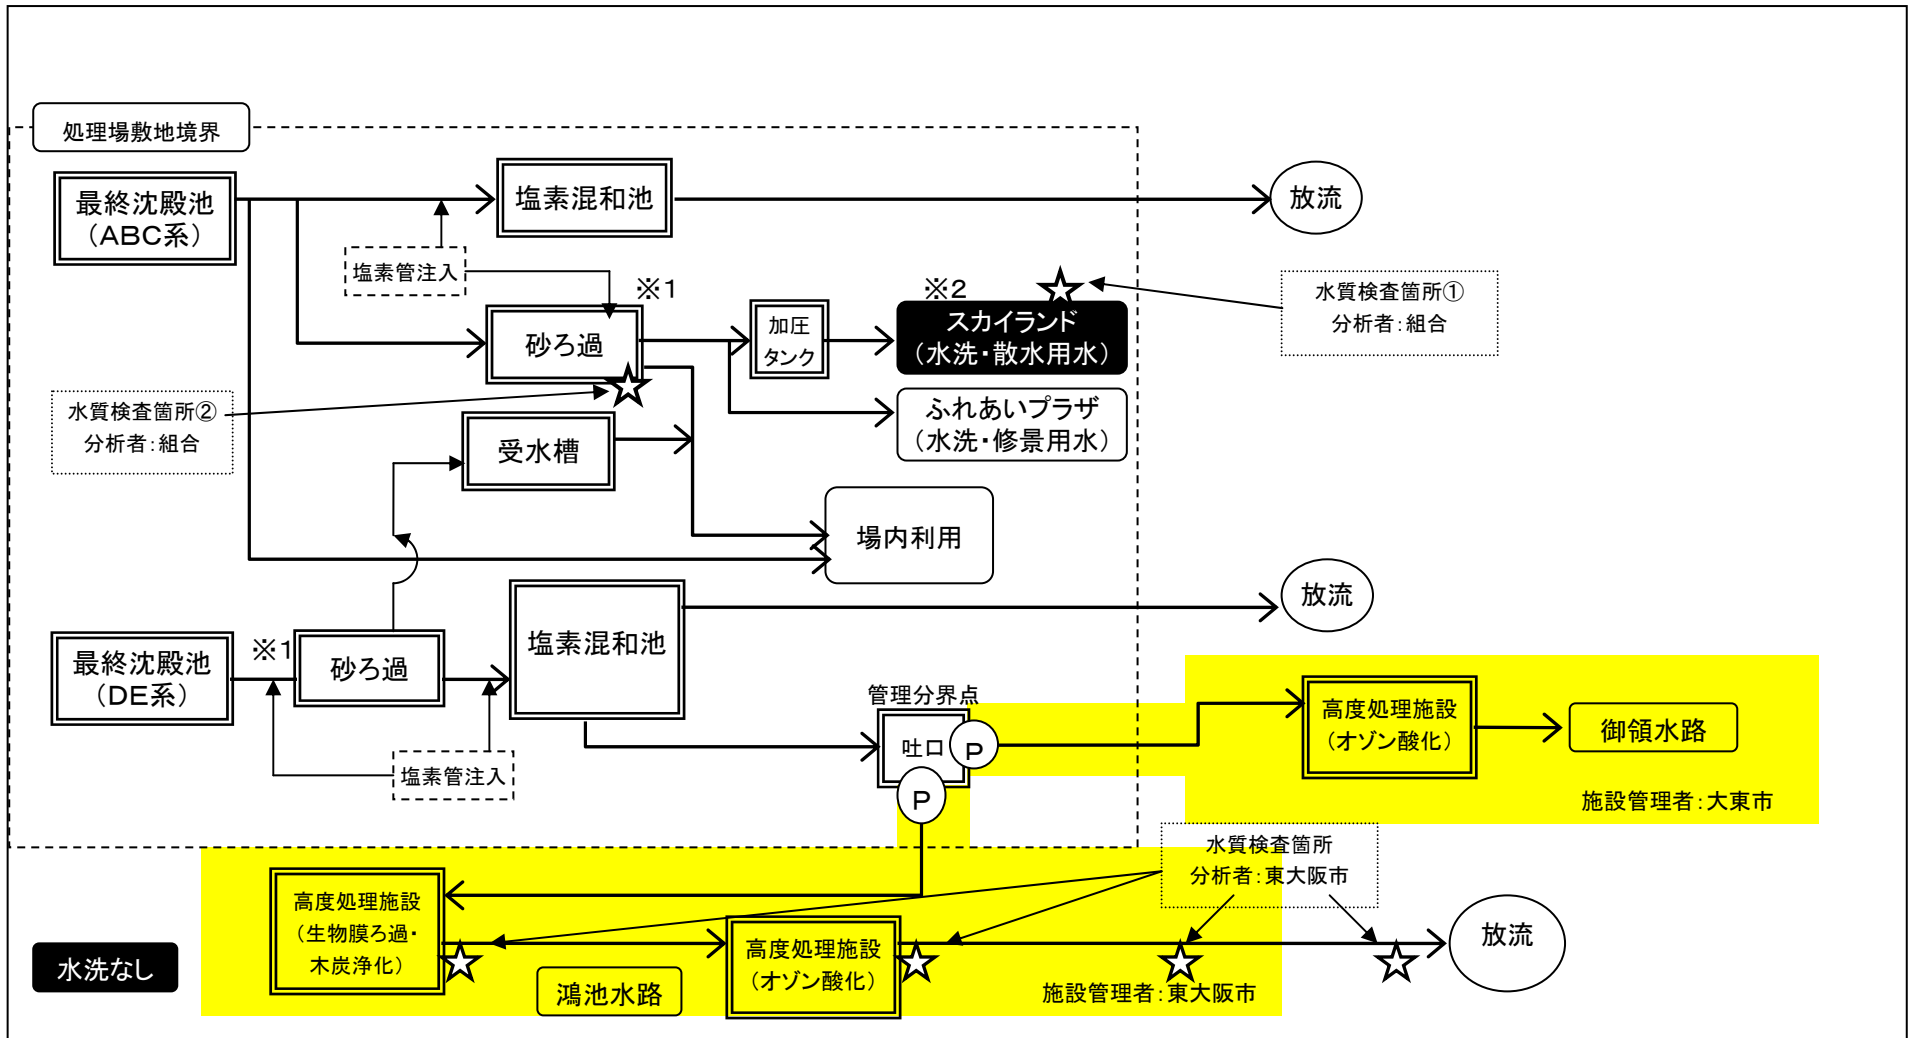 処理場敷地境界
最終沈殿池
（ABC系）
塩素混和池
放流
塩素管注入
※1
砂ろ過
加圧
タンク
※2
スカイランド
（水洗・散水用水）
水質検査箇所①
分析者：組合
ふれあいプラザ
（水洗・修景用水）
水質検査箇所②
分析者：組合
受水槽
場内利用
最終沈殿池
（DE系）
※1
砂ろ過
塩素混和池
放流
塩素管注入
管理分界点
吐口
P
P
高度処理施設
（オゾン酸化）
御領水路
施設管理者：大東市
水質検査箇所
分析者：東大阪市
高度処理施設
（生物膜ろ過・
木炭浄化）
鴻池水路
高度処理施設
（オゾン酸化）
施設管理者：東大阪市
放流
水洗なし